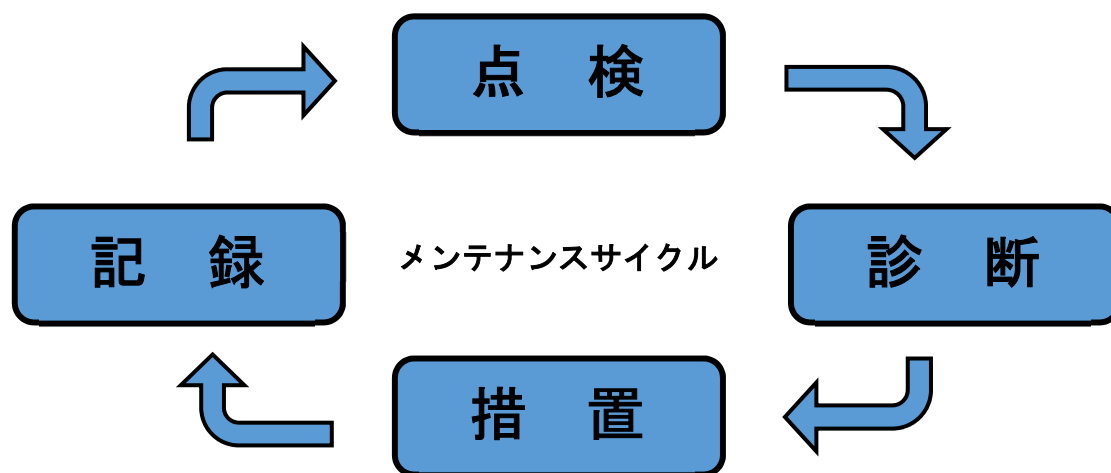 点　検
記　録
メンテナンスサイクル
診　断
措　置